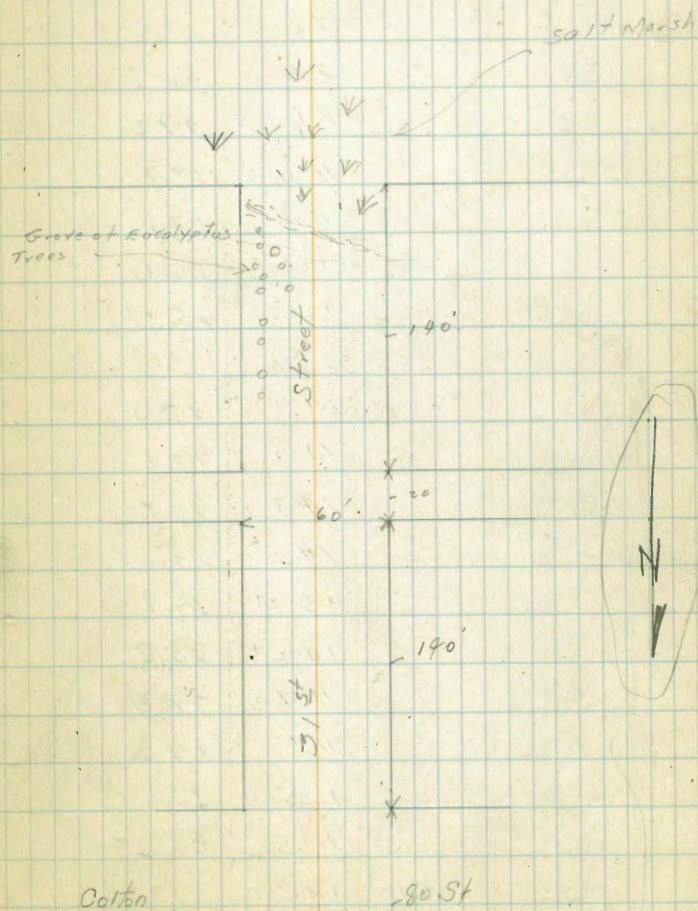 Salt Marsh
Grove of Eucalyptus
Trees
Street
140'
20
60'
140'
31 st
N
Colton
80 St